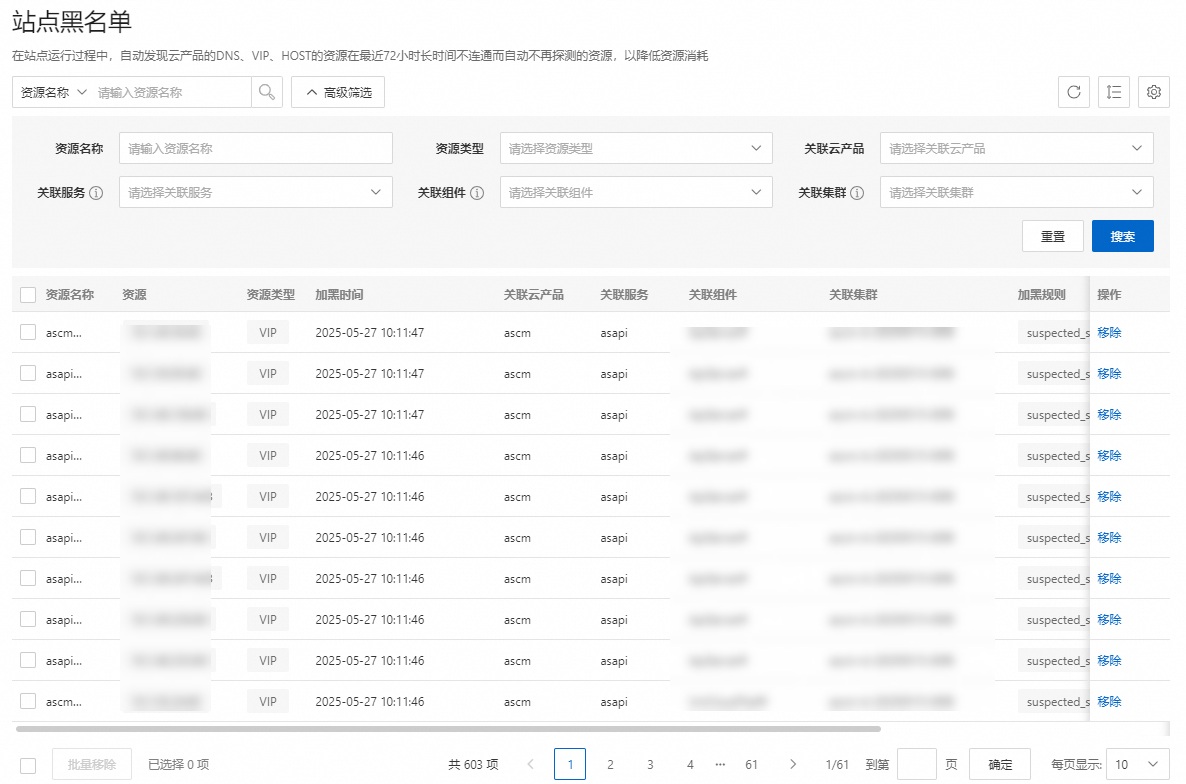 站点黑名单
在站点运行过程中，自动发现云产品的DNS、VIP、HOST的资源在最近72小时长时间不连通而自动不再探测的资源，以降低资源消耗
资源名称 请输入资源名称 高级筛选
资源名称 请输入资源名称 资源类型 请选择资源类型 关联云产品 请选择关联云产品
关联服务 请选择关联服务 关联组件 请选择关联组件 关联集群 请选择关联集群
重置 搜索
资源名称 资源 资源类型 加黑时间 关联云产品 关联服务 关联组件 关联集群 加黑规则 操作
ascm... VIP 2025-05-27 10:11:47 ascm asapi suspected_s 移除
asapi... VIP 2025-05-27 10:11:47 ascm asapi suspected_s 移除
asapi... VIP 2025-05-27 10:11:47 ascm asapi suspected_s 移除
asapi... VIP 2025-05-27 10:11:46 ascm asapi suspected_s 移除
asapi... VIP 2025-05-27 10:11:46 ascm asapi suspected_s 移除
asapi... VIP 2025-05-27 10:11:46 ascm asapi suspected_s 移除
asapi... VIP 2025-05-27 10:11:46 ascm asapi suspected_s 移除
asapi... VIP 2025-05-27 10:11:46 ascm asapi suspected_s 移除
asapi... VIP 2025-05-27 10:11:46 ascm asapi suspected_s 移除
ascm... VIP 2025-05-27 10:11:46 ascm asapi suspected_s 移除
批量移除 已选择 0 项 共 603 项 1 2 3 4 ... 61 1/61 到第 页 确定 每页显示: 10